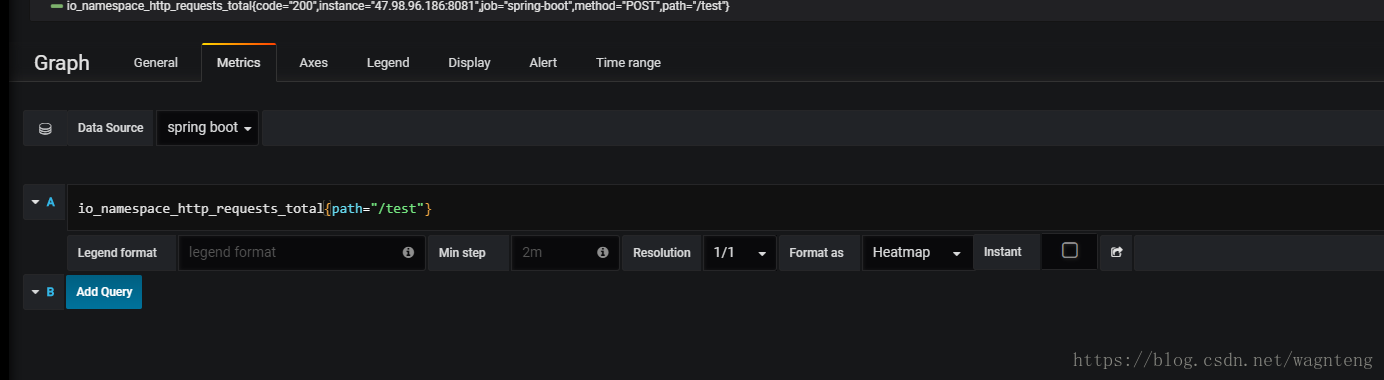 io_namespace_http_requests_total{code="200",instance="47.98.96.186:8081",job="spring-boot",method="POST",path="/test"}
Graph General Metrics Axes Legend Display Alert Time range
Data Source spring boot
A io_namespace_http_requests_total{path="/test"}
Legend format legend format Min step 2m Resolution 1/1 Format as Heatmap Instant
B Add Query
https://blog.csdn.net/wagnteng